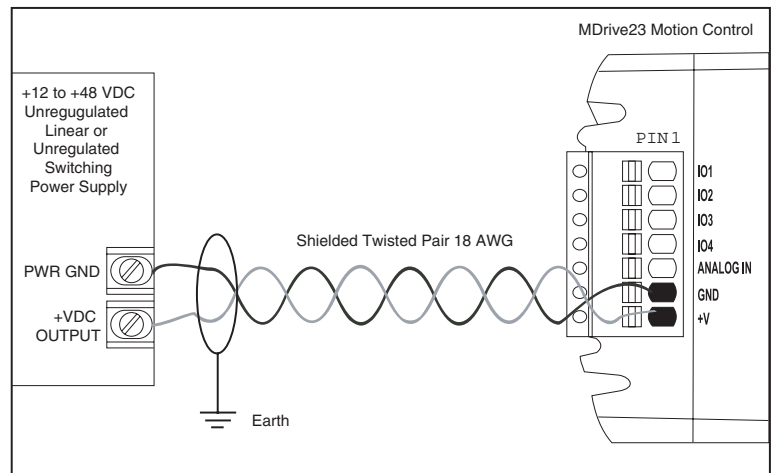 MDrive23 Motion Control
+12 to +48 VDC
Unregugulated
Linear or
Unregulated
Switching
Power Supply
PIN1
IO1
IO2
IO3
IO4
ANALOG IN
GND
+V
Shielded Twisted Pair 18 AWG
PWR GND
+VDC
OUTPUT
Earth